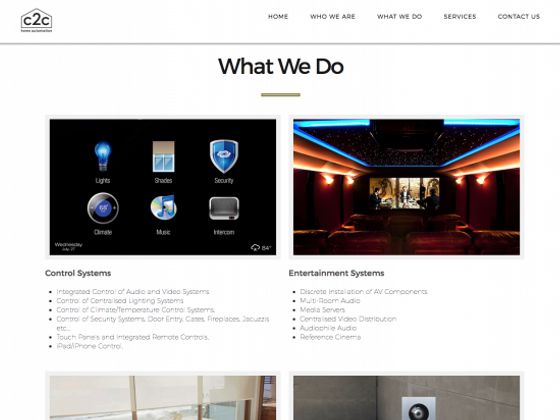 c2c
home automation
HOME
WHO WE ARE
WHAT WE DO
SERVICES
CONTACT US
What We Do
Lights
Shades
Security
Climate
Music
Intercom
Wednesday
July, 27
84°
Control Systems
Integrated Control of Audio and Video Systems
Control of Centralised Lighting Systems
Control of Climate/Temperature Control Systems.
Control of Security Systems, Door Entry, Gates, Fireplaces, Jacuzzis
etc...
Touch Panels and Integrated Remote Controls.
iPad/iPhone Control.
Entertainment Systems
Discrete Installation of AV Components
Multi-Room Audio
Media Servers
Centralised Video Distribution
Audiophile Audio
Reference Cinema